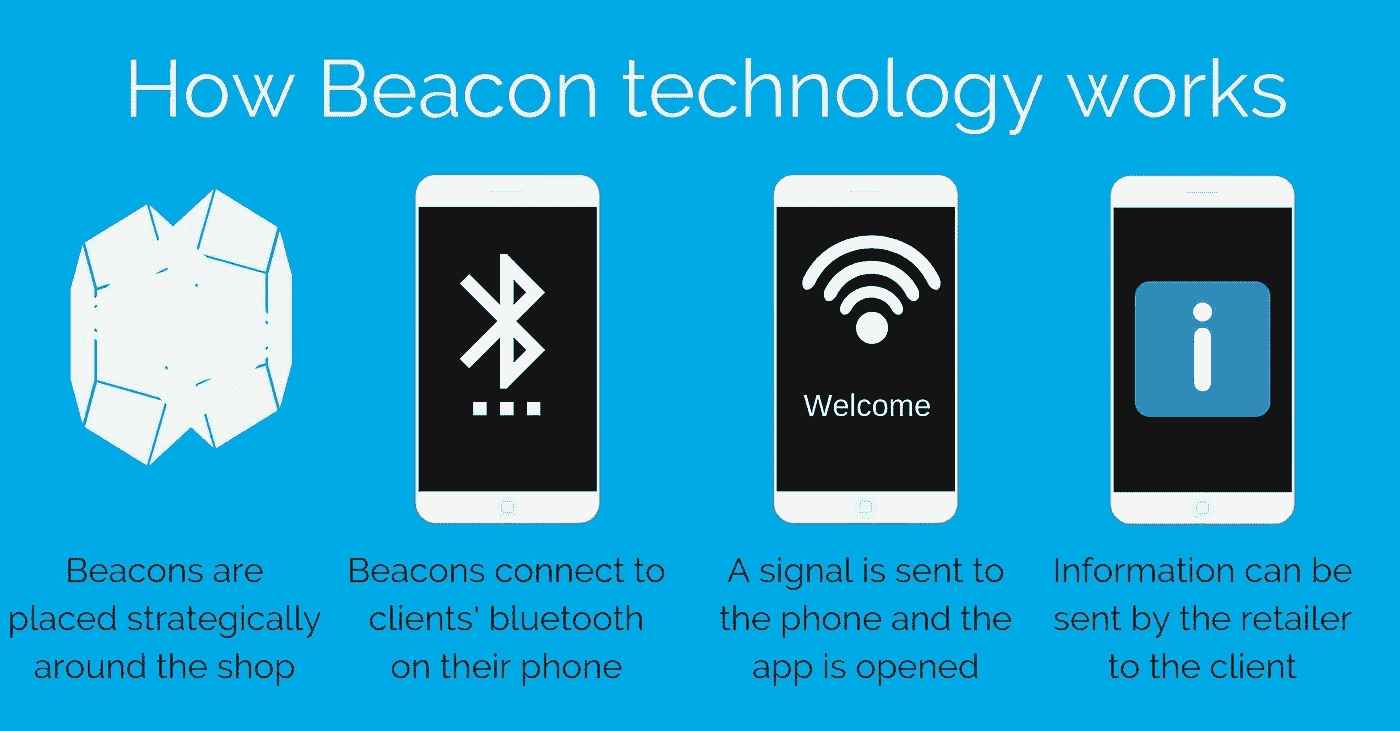 How Beacon technology works
Welcome
Beacons are
placed strategically
around the shop
Beacons connect to
clients' bluetooth
on their phone
A signal is sent to
the phone and the
app is opened
Information can be
sent by the retailer
to the client